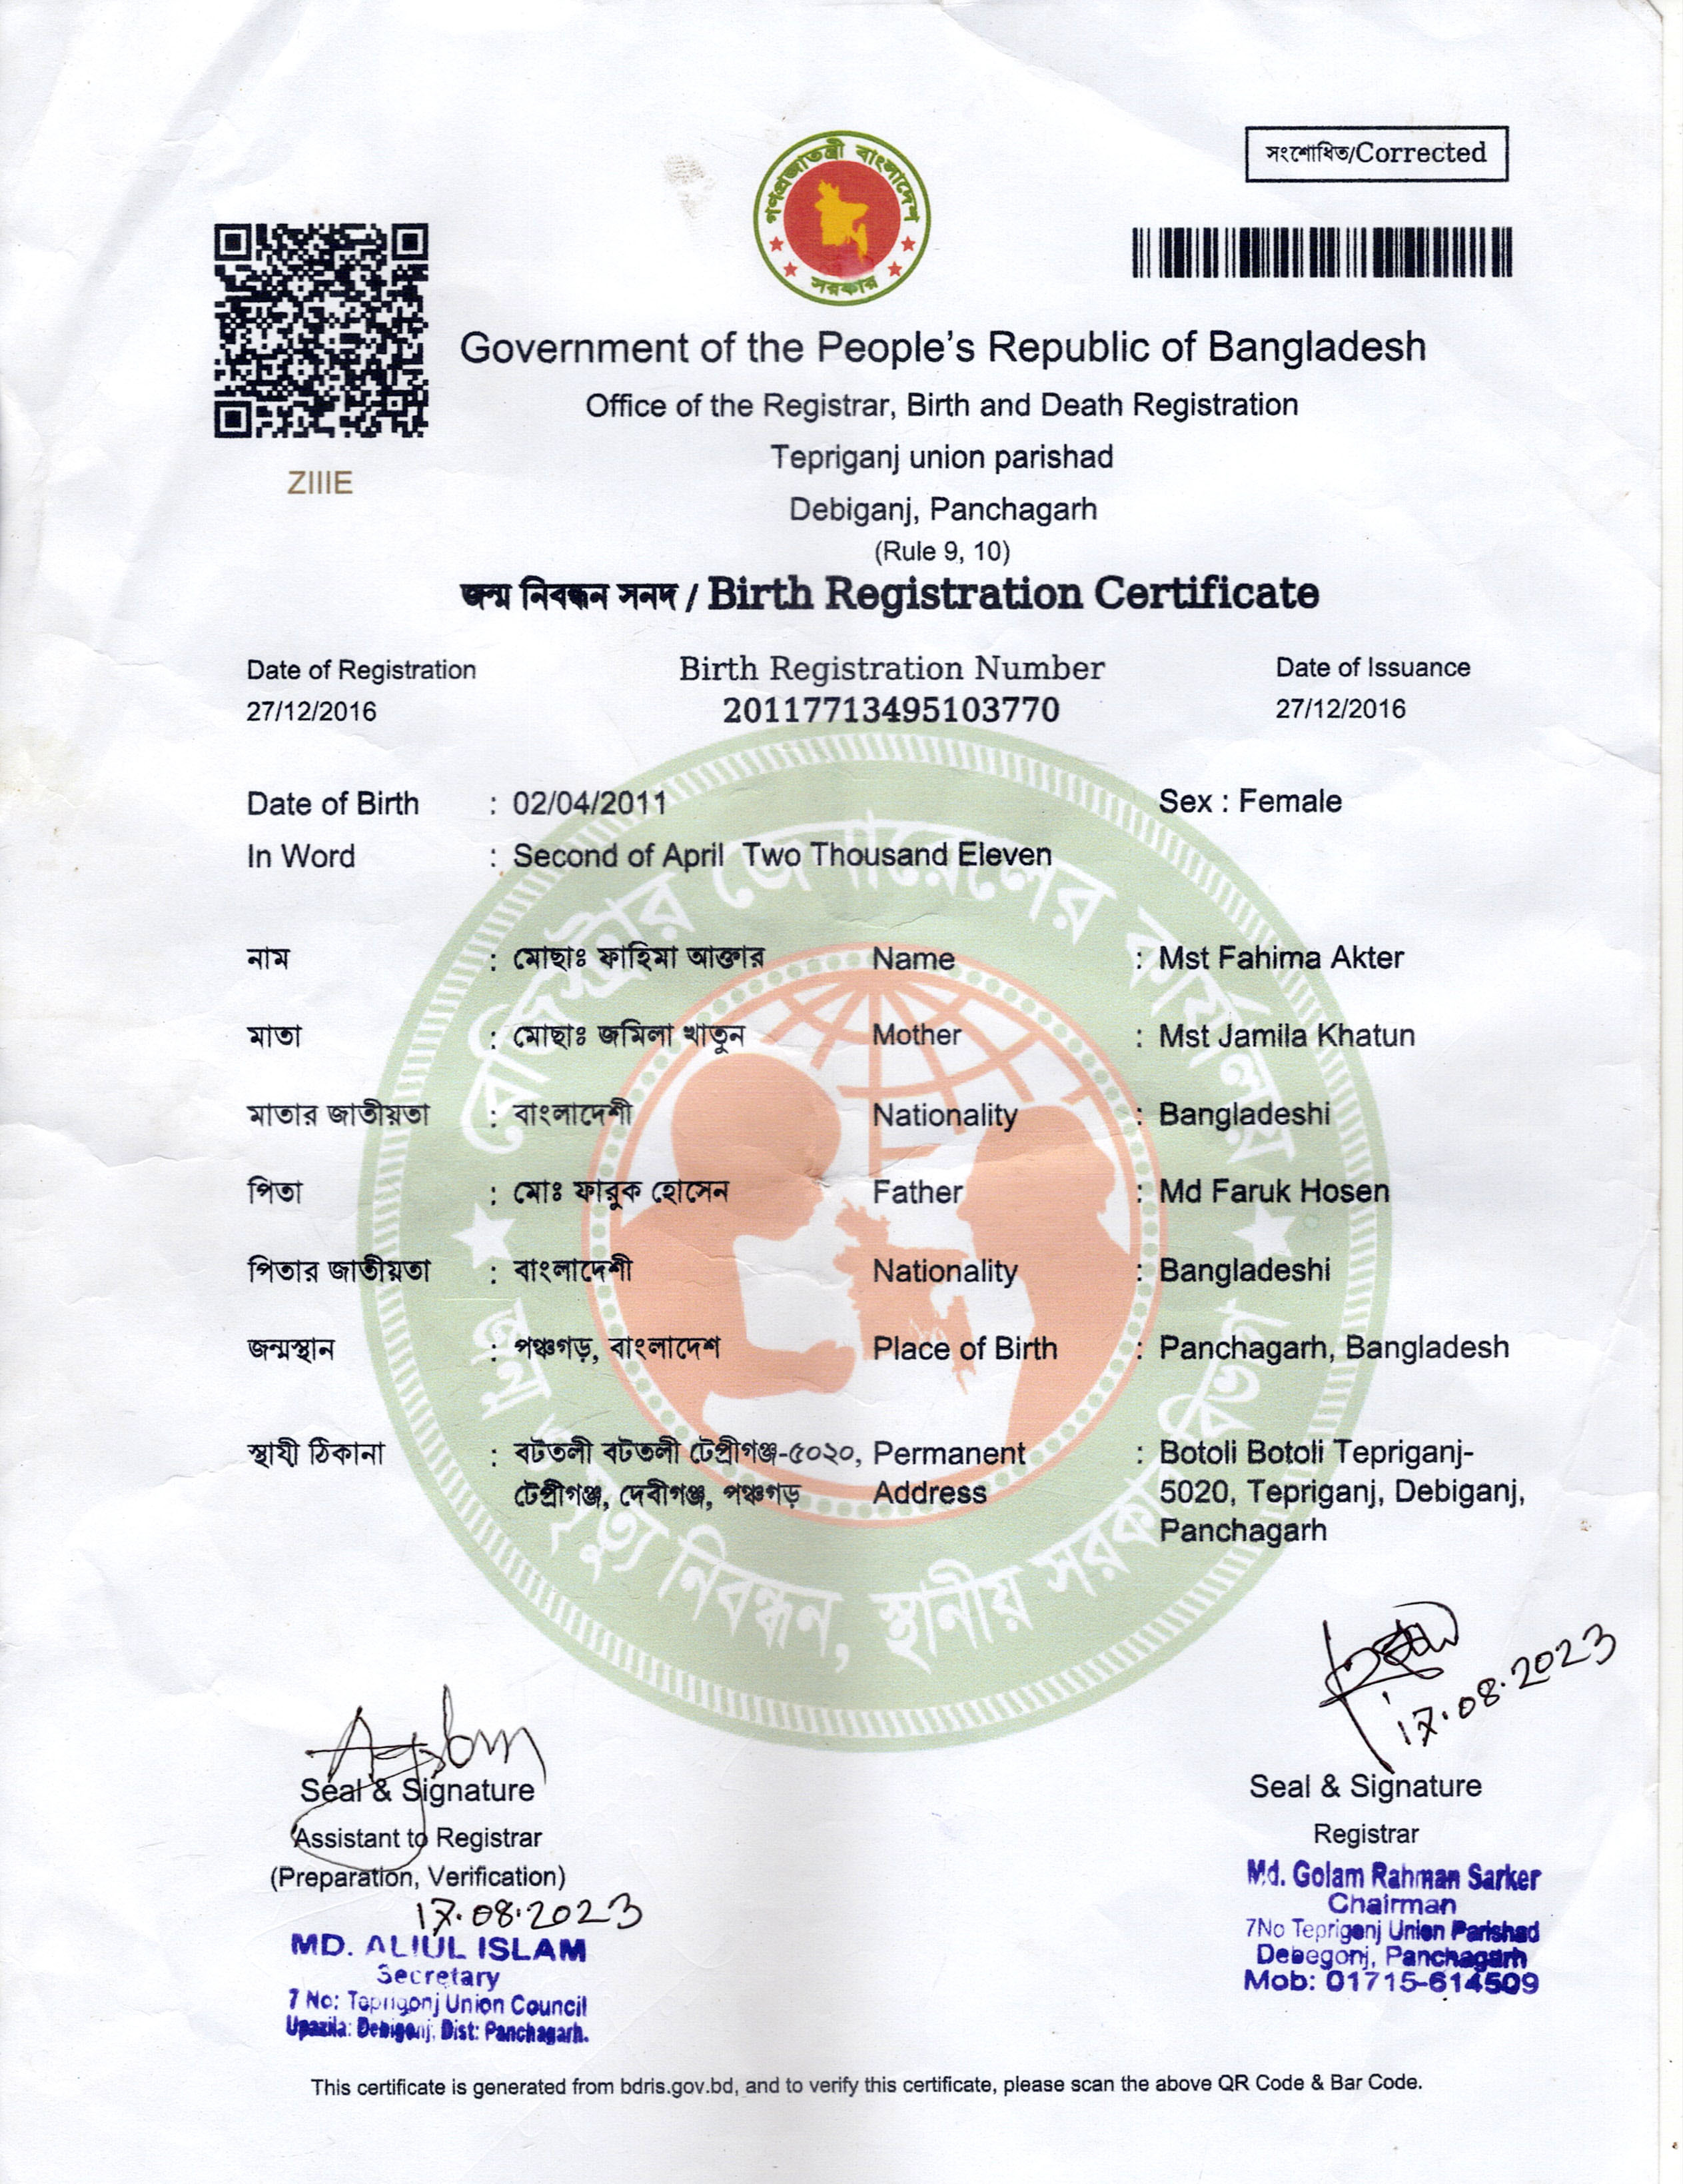 সংশোধিত/Corrected
গণপ্রজাতন্ত্রী বাংলাদেশ
সরকার
ZIIIE
Government of the People's Republic of Bangladesh
Office of the Registrar, Birth and Death Registration
Tepriganj union parishad
Debiganj, Panchagarh
(Rule 9, 10)
জন্ম নিবন্ধন সনদ / Birth Registration Certificate
Date of Registration Birth Registration Number Date of Issuance
27/12/2016 20117713495103770 27/12/2016
Date of Birth : 02/04/2011 Sex : Female
In Word : Second of April Two Thousand Eleven
নাম : মোছাঃ ফাহিমা আক্তার Name : Mst Fahima Akter
মাতা : মোছাঃ জমিলা খাতুন Mother : Mst Jamila Khatun
মাতার জাতীয়তা : বাংলাদেশী Nationality : Bangladeshi
পিতা : মোঃ ফারুক হোসেন Father : Md Faruk Hosen
পিতার জাতীয়তা : বাংলাদেশী Nationality : Bangladeshi
জন্মস্থান : পঞ্চগড়, বাংলাদেশ Place of Birth : Panchagarh, Bangladesh
স্থায়ী ঠিকানা : বটতলী বটতলী টেপ্রীগঞ্জ-৫০২০, Permanent : Botoli Botoli Tepriganj-
টেপ্রীগঞ্জ, দেবীগঞ্জ, পঞ্চগড় Address 5020, Tepriganj, Debiganj,
Panchagarh
রেজিস্ট্রার জেনারেলের কার্যালয়
জন্ম ও মৃত্যু নিবন্ধন, স্থানীয় সরকার বিভাগ
17.08.2023
Seal & Signature Seal & Signature
Assistant to Registrar Registrar
(Preparation, Verification)
17.08.2023
MD. ALIUL ISLAM
Secretary
7 No: Teprigonj Union Council
Upazila: Debigonj, Dist: Panchagarh.
Md. Golam Rahman Sarker
Chairman
7No Teprigenj Union Parishad
Debegonj, Panchagarh
Mob: 01715-614509
This certificate is generated from bdris.gov.bd, and to verify this certificate, please scan the above QR Code & Bar Code.